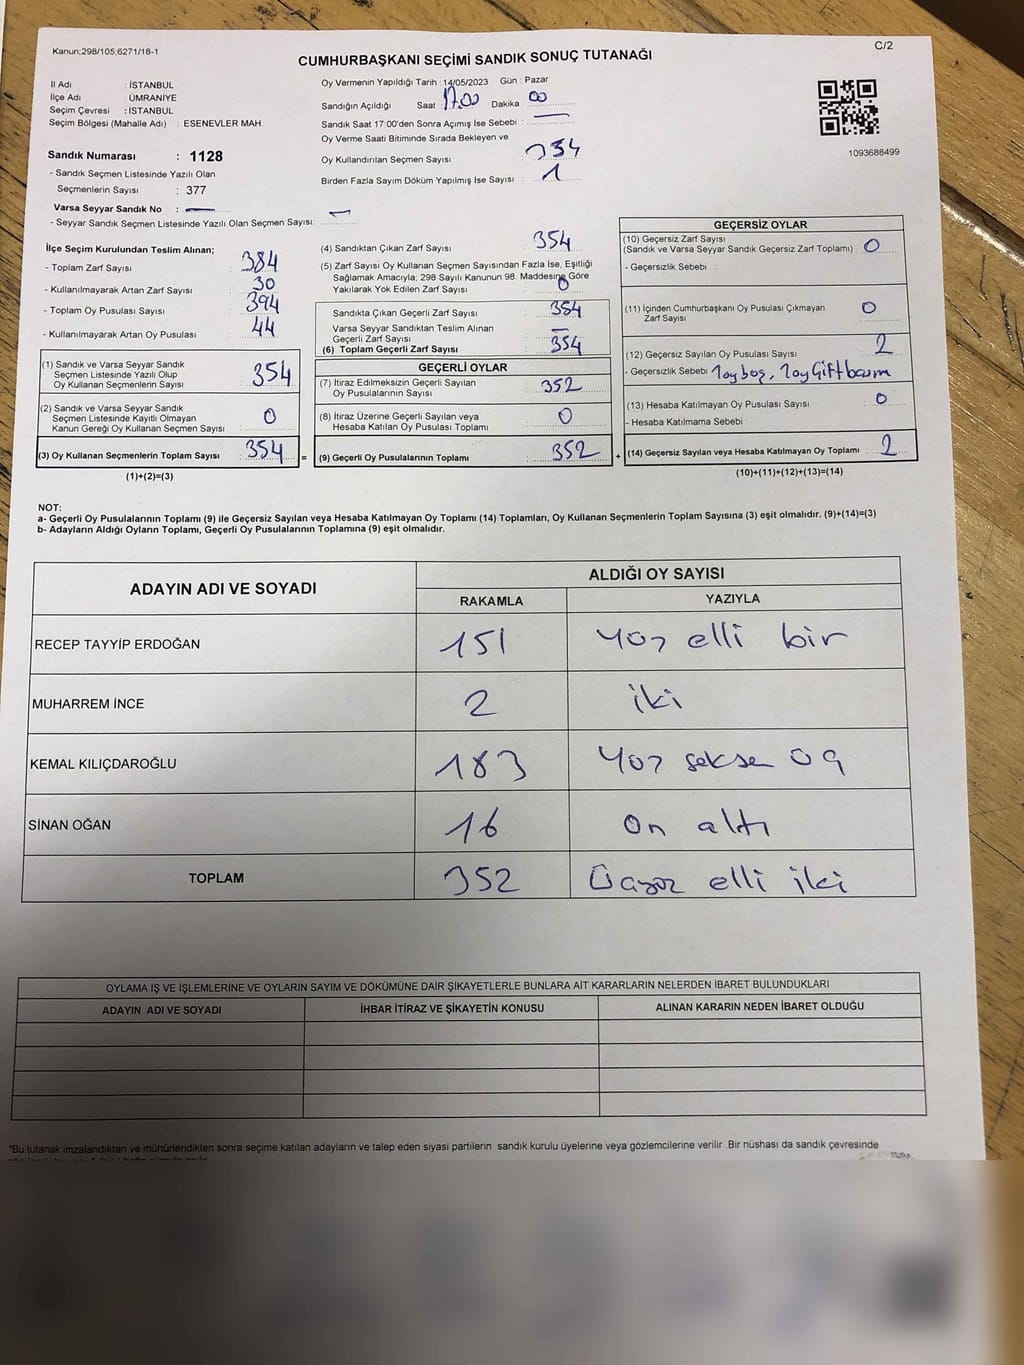 Kanun;298/105;6271/18-1
C/2
CUMHURBAŞKANI SEÇİMİ SANDIK SONUÇ TUTANAĞI
İl Adı : İSTANBUL
İlçe Adı : ÜMRANİYE
Seçim Çevresi : İSTANBUL
Seçim Bölgesi (Mahalle Adı) : ESENEVLER MAH.
Sandık Numarası : 1128
- Sandık Seçmen Listesinde Yazılı Olan
Seçmenlerin Sayısı : 377
Varsa Seyyar Sandık No : —
- Seyyar Sandık Seçmen Listesinde Yazılı Olan Seçmen Sayısı: —
Oy Vermenin Yapıldığı Tarih : 14/05/2023 Gün : Pazar
Sandığın Açıldığı Saat 17.00 Dakika : 00
Sandık Saat 17:00'den Sonra Açımış İse Sebebi : —
Oy Verme Saati Bitiminde Sırada Bekleyen ve
Oy Kullandırılan Seçmen Sayısı : 354
Birden Fazla Sayım Döküm Yapılmış İse Sayısı : 1
1093688499
İlçe Seçim Kurulundan Teslim Alınan;
- Toplam Zarf Sayısı : 384
- Kullanılmayarak Artan Zarf Sayısı : 30
- Toplam Oy Pusulası Sayısı : 394
- Kullanılmayarak Artan Oy Pusulası : 44
(1) Sandık ve Varsa Seyyar Sandık
Seçmen Listesinde Yazılı Olup
Oy Kullanan Seçmenlerin Sayısı : 354
(2) Sandık ve Varsa Seyyar Sandık
Seçmen Listesinde Kayıtlı Olmayan
Kanun Gereği Oy Kullanan Seçmen Sayısı : 0
(3) Oy Kullanan Seçmenlerin Toplam Sayısı : 354 =
(1)+(2)=(3)
(4) Sandıktan Çıkan Zarf Sayısı : 354
(5) Zarf Sayısı Oy Kullanan Seçmen Sayısından Fazla İse, Eşitliği
Sağlamak Amacıyla; 298 Sayılı Kanunun 98. Maddesine Göre
Yakılarak Yok Edilen Zarf Sayısı : 0
Sandıkta Çıkan Geçerli Zarf Sayısı : 354
Varsa Seyyar Sandıktan Teslim Alınan
Geçerli Zarf Sayısı : —
(6) Toplam Geçerli Zarf Sayısı : 354
GEÇERLİ OYLAR
(7) İtiraz Edilmeksizin Geçerli Sayılan
Oy Pusulalarının Sayısı : 352
(8) İtiraz Üzerine Geçerli Sayılan veya
Hesaba Katılan Oy Pusulası Toplamı : 0
(9) Geçerli Oy Pusulalarının Toplamı : 352 +
GEÇERSİZ OYLAR
(10) Geçersiz Zarf Sayısı
(Sandık ve Varsa Seyyar Sandık Geçersiz Zarf Toplamı) : 0
- Geçersizlik Sebebi :
(11) İçinden Cumhurbaşkanı Oy Pusulası Çıkmayan
Zarf Sayısı : 0
(12) Geçersiz Sayılan Oy Pusulası Sayısı : 2
- Geçersizlik Sebebi : 1 oy boş, 1 oy Çift basım
(13) Hesaba Katılmayan Oy Pusulası Sayısı : 0
- Hesaba Katılmama Sebebi :
(14) Geçersiz Sayılan veya Hesaba Katılmayan Oy Toplamı : 2
(10)+(11)+(12)+(13)=(14)
NOT:
a- Geçerli Oy Pusulalarının Toplamı (9) ile Geçersiz Sayılan veya Hesaba Katılmayan Oy Toplamı (14) Toplamları, Oy Kullanan Seçmenlerin Toplam Sayısına (3) eşit olmalıdır. (9)+(14)=(3)
b- Adayların Aldığı Oyların Toplamı, Geçerli Oy Pusulalarının Toplamına (9) eşit olmalıdır.
ADAYIN ADI VE SOYADI ALDIĞI OY SAYISI
RAKAMLA YAZIYLA
RECEP TAYYİP ERDOĞAN 151 yüz elli bir
MUHARREM İNCE 2 iki
KEMAL KILIÇDAROĞLU 183 yüz seksen üç
SİNAN OĞAN 16 on altı
TOPLAM 352 Üçyüz elli iki
OYLAMA İŞ VE İŞLEMLERİNE VE OYLARIN SAYIM VE DÖKÜMÜNE DAİR ŞİKAYETLERLE BUNLARA AİT KARARLARIN NELERDEN İBARET BULUNDUKLARI
ADAYIN ADI VE SOYADI İHBAR İTİRAZ VE ŞİKAYETİN KONUSU ALINAN KARARIN NEDEN İBARET OLDUĞU
*Bu tutanak imzalandıktan ve mühürlendikten sonra seçime katılan adayların ve talep eden siyasi partilerin sandık kurulu üyelerine veya gözlemcilerine verilir .Bir nüshası da sandık çevresinde